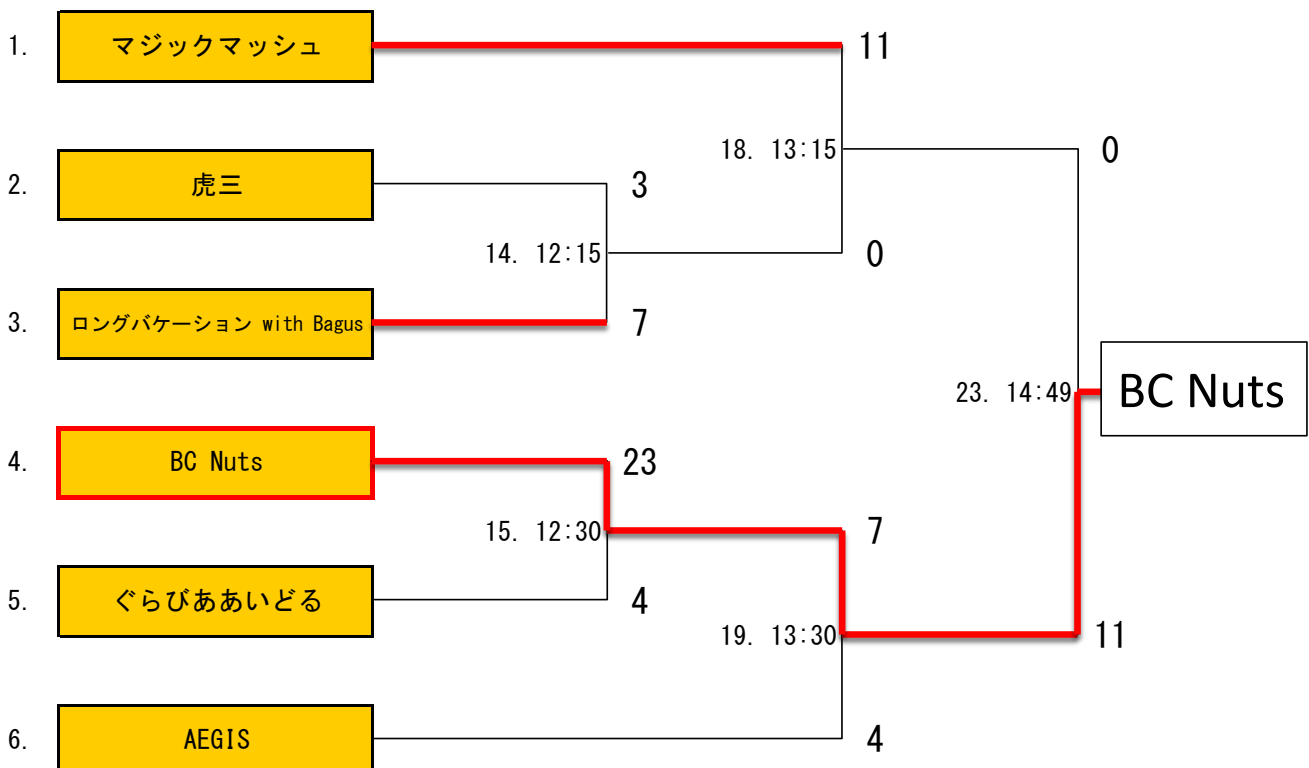 1. マジックマッシュ 11
18. 13:15 0
2. 虎三 3
14. 12:15 0
3. ロングバケーション with Bagus 7
23. 14:49 BC Nuts
4. BC Nuts 23
15. 12:30 7
5. ぐらびああいどる 4
19. 13:30 11
6. AEGIS 4